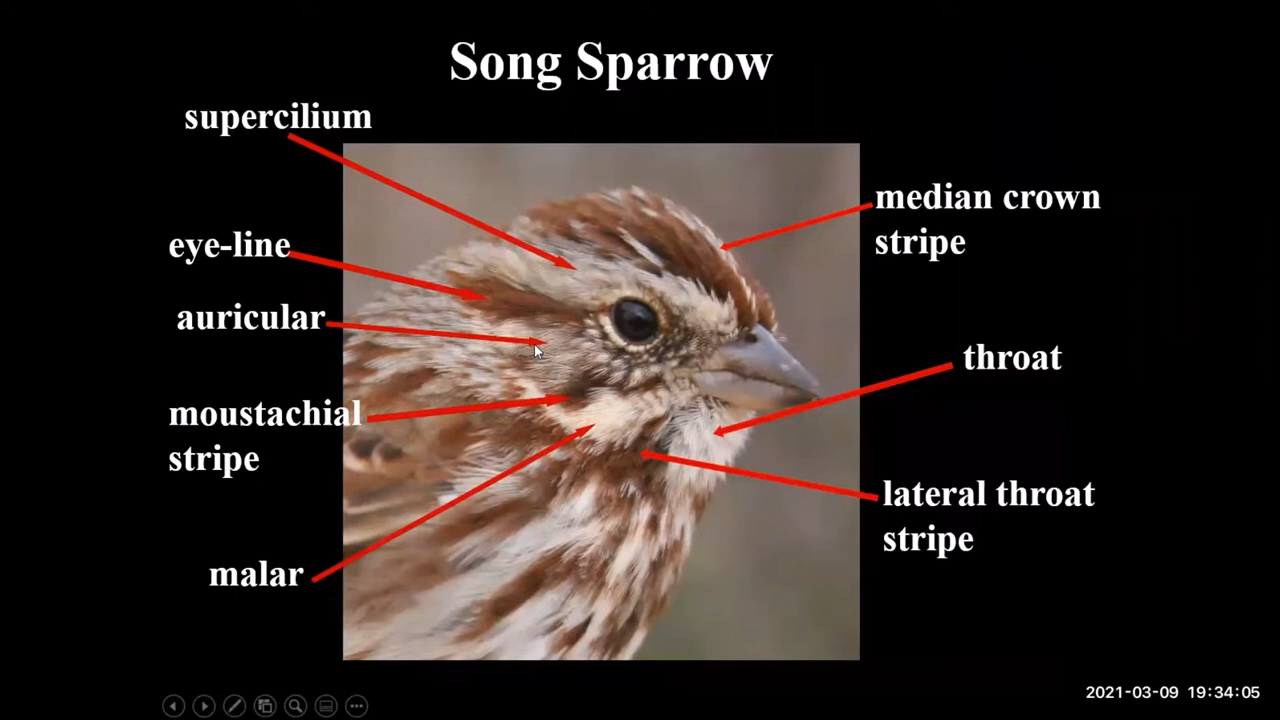 Song Sparrow
supercilium
eye-line
auricular
moustachial
stripe
malar
median crown
stripe
throat
lateral throat
stripe
2021-03-09 19:34:05